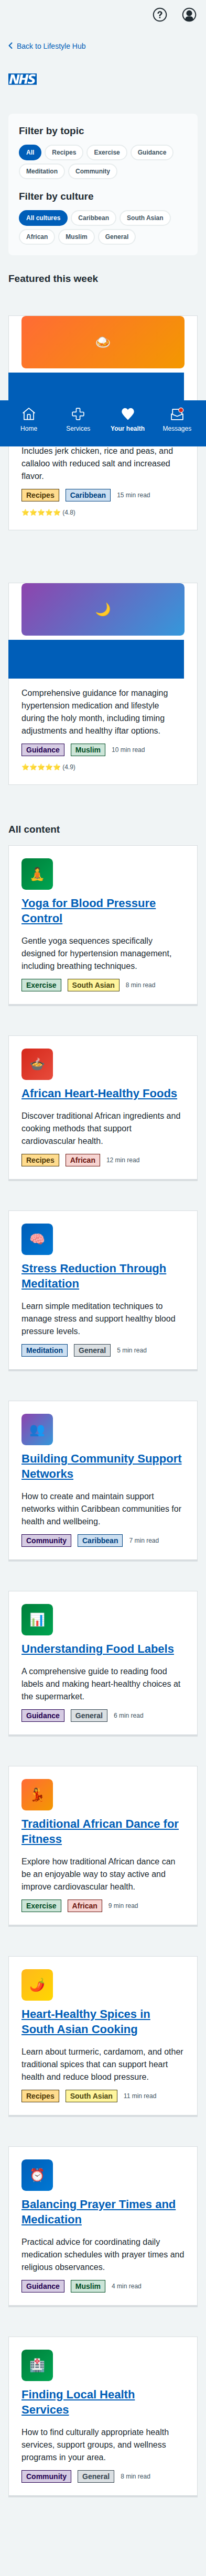 Back to Lifestyle Hub
NHS
Filter by topic
All
Recipes
Exercise
Guidance
Meditation
Community
Filter by culture
All cultures
Caribbean
South Asian
African
Muslim
General
Featured this week
Home
Services
Your health
Messages
Includes jerk chicken, rice and peas, and
callaloo with reduced salt and increased
flavor.
Recipes
Caribbean
15 min read
(4.8)
Comprehensive guidance for managing
hypertension medication and lifestyle
during the holy month, including timing
adjustments and healthy iftar options.
Guidance
Muslim
10 min read
(4.9)
All content
Yoga for Blood Pressure
Control
Gentle yoga sequences specifically
designed for hypertension management,
including breathing techniques.
Exercise
South Asian
8 min read
African Heart-Healthy Foods
Discover traditional African ingredients and
cooking methods that support
cardiovascular health.
Recipes
African
12 min read
Stress Reduction Through
Meditation
Learn simple meditation techniques to
manage stress and support healthy blood
pressure levels.
Meditation
General
5 min read
Building Community Support
Networks
How to create and maintain support
networks within Caribbean communities for
health and wellbeing.
Community
Caribbean
7 min read
Understanding Food Labels
A comprehensive guide to reading food
labels and making heart-healthy choices at
the supermarket.
Guidance
General
6 min read
Traditional African Dance for
Fitness
Explore how traditional African dance can
be an enjoyable way to stay active and
improve cardiovascular health.
Exercise
African
9 min read
Heart-Healthy Spices in
South Asian Cooking
Learn about turmeric, cardamom, and other
traditional spices that can support heart
health and reduce blood pressure.
Recipes
South Asian
11 min read
Balancing Prayer Times and
Medication
Practical advice for coordinating daily
medication schedules with prayer times and
religious observances.
Guidance
Muslim
4 min read
Finding Local Health
Services
How to find culturally appropriate health
services, support groups, and wellness
programs in your area.
Community
General
8 min read